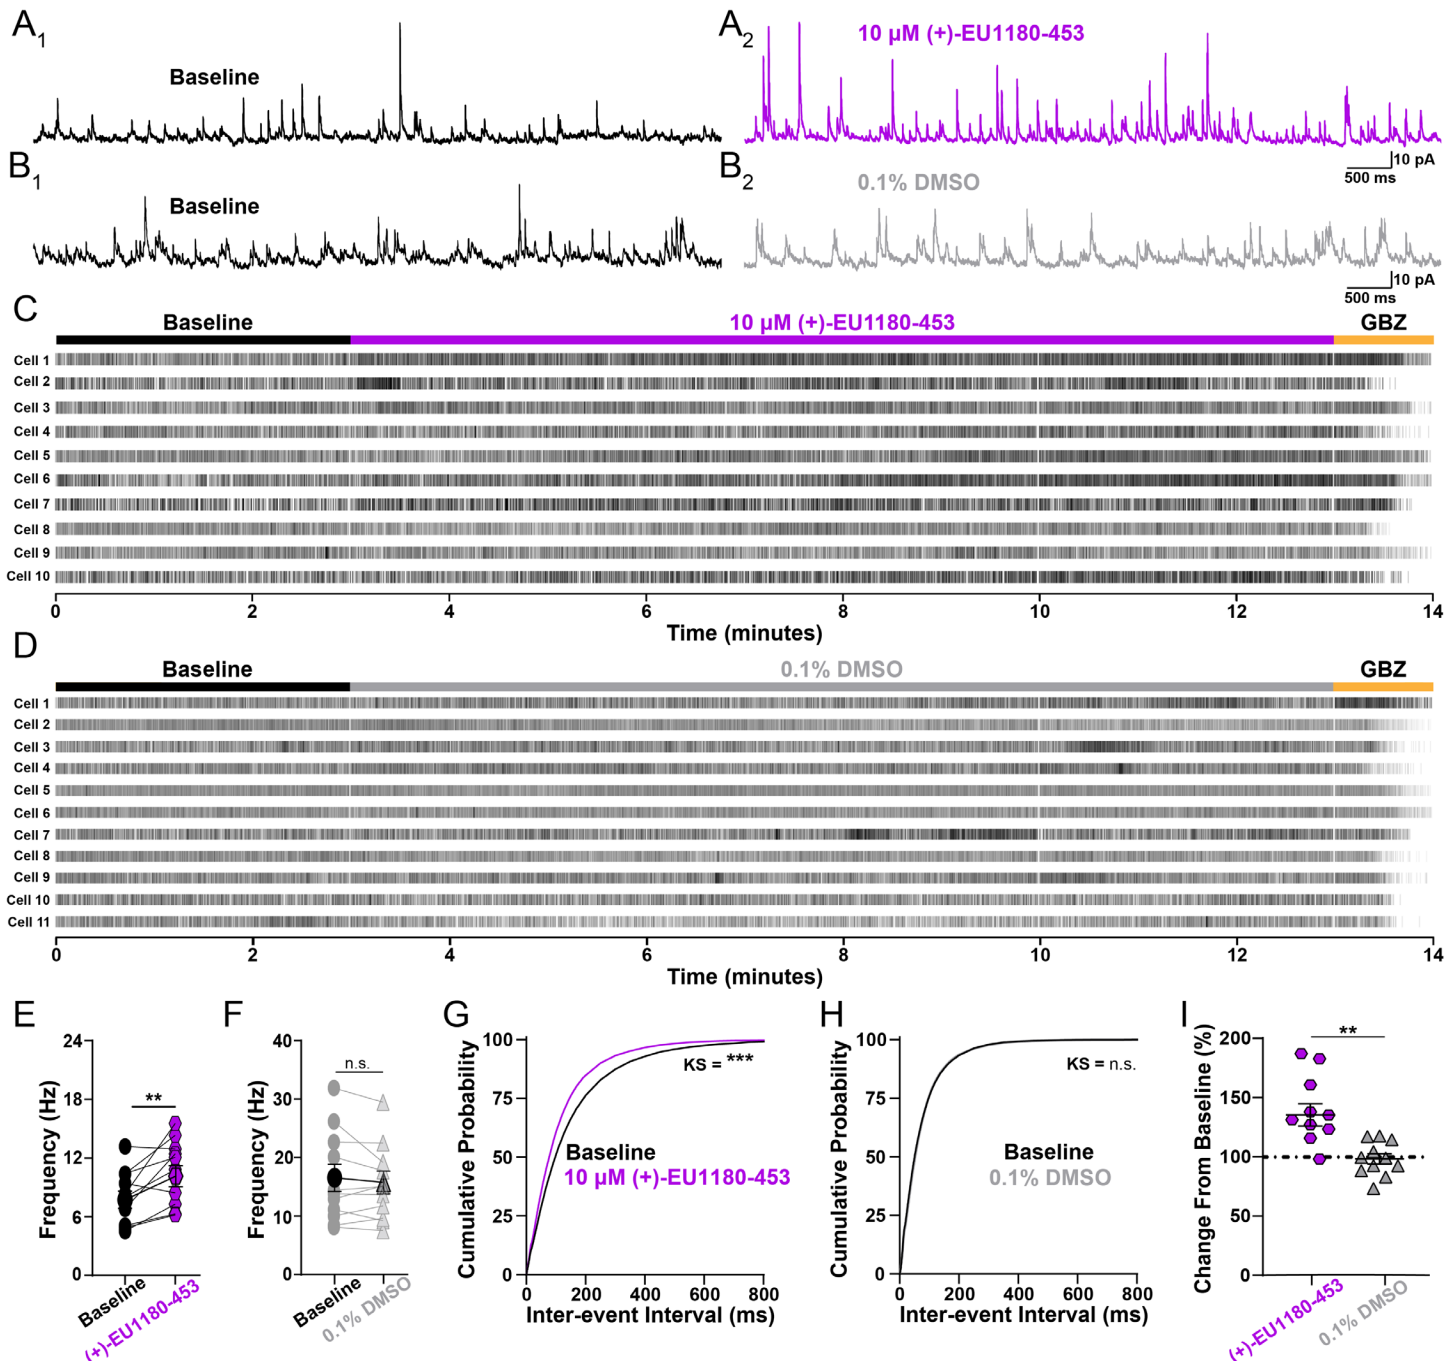 A1
Baseline
A2
10 µM (+)-EU1180-453
10 pA
500 ms
B1
Baseline
B2
0.1% DMSO
10 pA
500 ms
C
Baseline
10 µM (+)-EU1180-453
GBZ
Cell 1
Cell 2
Cell 3
Cell 4
Cell 5
Cell 6
Cell 7
Cell 8
Cell 9
Cell 10
0 2 4 6 8 10 12 14
Time (minutes)
D
Baseline
0.1% DMSO
GBZ
Cell 1
Cell 2
Cell 3
Cell 4
Cell 5
Cell 6
Cell 7
Cell 8
Cell 9
Cell 10
Cell 11
0 2 4 6 8 10 12 14
Time (minutes)
E
Frequency (Hz)
24
18
12
6
0
**
Baseline
(+)-EU1180-453
F
Frequency (Hz)
40
30
20
10
0
n.s.
Baseline
0.1% DMSO
G
Cumulative Probability
100
75
50
25
0
KS = ***
Baseline
10 µM (+)-EU1180-453
0 200 400 600 800
Inter-event Interval (ms)
H
Cumulative Probability
100
75
50
25
0
KS = n.s.
Baseline
0.1% DMSO
0 200 400 600 800
Inter-event Interval (ms)
I
Change From Baseline (%)
200
150
100
50
0
**
(+)-EU1180-453
0.1% DMSO